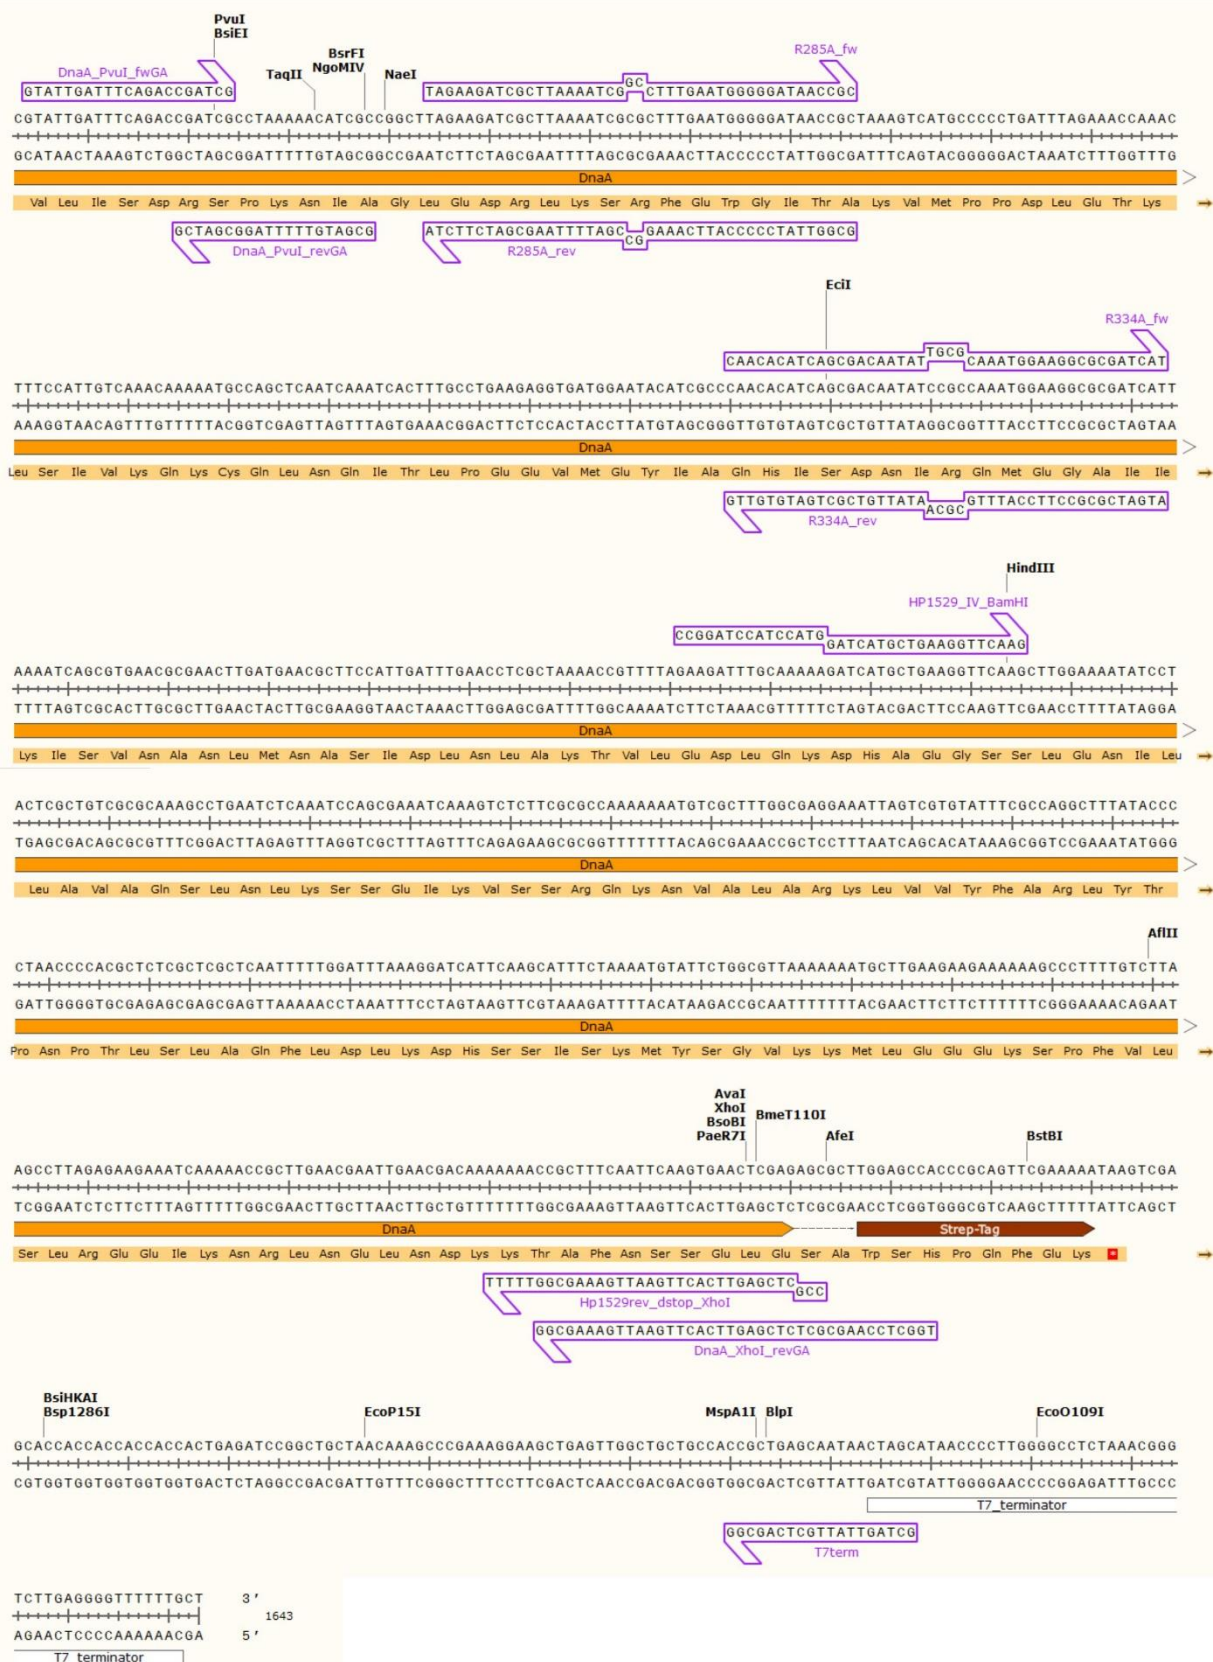 PvuI
BsiEI
BsrFI
NgoMIV
TaqII
NaeI
R285A_fw
DnaA_PvuI_fwGA
GTATTGATTTCAGACCGATCG
TAGAAGATCGCTTAAAATCG GC CTTTGAATGGGGGATAACCGC
CGTATTGATTTCAGACCGATCGCCTAAAAACATCGCCGGCTTAGAAGATCGCTTAAAATCGCGCTTTGAATGGGGGATAACCGCTAAAGTCATGCCCCCTGATTTAGAAACCAAAC
GCATAACTAAAGTCTGGCTAGCGGATTTTTGTAGCGGCCGAATCTTCTAGCGAATTTTAGCGCGAAACTTACCCCCTATTGGCGATTTCAGTACGGGGGACTAAATCTTTGGTTTG
DnaA
Val Leu Ile Ser Asp Arg Ser Pro Lys Asn Ile Ala Gly Leu Glu Asp Arg Leu Lys Ser Arg Phe Glu Trp Gly Ile Thr Ala Lys Val Met Pro Pro Asp Leu Glu Thr Lys
GCTAGCGGATTTTTGTAGCG
ATCTTCTAGCGAATTTTAGC CG GAAACTTACCCCCTATTGGCG
DnaA_PvuI_revGA
R285A_rev
EciI
R334A_fw
CAACACATCAGCGACAATAT TGCG CAAATGGAAGGCGCGATCAT
TTTCCATTGTCAAACAAAAATGCCAGCTCAATCAAATCACTTTGCCTGAAGAGGTGATGGAATACATCGCCCAACACATCAGCGACAATATCCGCCAAATGGAAGGCGCGATCATT
AAAGGTAACAGTTTGTTTTTACGGTCGAGTTAGTTTAGTGAAACGGACTTCTCCACTACCTTATGTAGCGGGTTGTGTAGTCGCTGTTATAGGCGGTTTACCTTCCGCGCTAGTAA
DnaA
Leu Ser Ile Val Lys Gln Lys Cys Gln Leu Asn Gln Ile Thr Leu Pro Glu Glu Val Met Glu Tyr Ile Ala Gln His Ile Ser Asp Asn Ile Arg Gln Met Glu Gly Ala Ile Ile
GTTGTGTAGTCGCTGTTATA ACGC GTTTACCTTCCGCGCTAGTA
R334A_rev
HindIII
HP1529_IV_BamHI
CCGGATCCATCCATG GATCATGCTGAAGGTTCAAG
AAAATCAGCGTGAACGCGAACTTGATGAACGCTTCCATTGATTTGAACCTCGCTAAAACCGTTTTAGAAGATTTGCAAAAAGATCATGCTGAAGGTTCAAGCTTGGAAAATATCCT
TTTTAGTCGCACTTGCGCTTGAACTACTTGCGAAGGTAACTAAACTTGGAGCGATTTTGGCAAAATCTTCTAAACGTTTTTCTAGTACGACTTCCAAGTTCGAACCTTTTATAGGA
DnaA
Lys Ile Ser Val Asn Ala Asn Leu Met Asn Ala Ser Ile Asp Leu Asn Leu Ala Lys Thr Val Leu Glu Asp Leu Gln Lys Asp His Ala Glu Gly Ser Ser Leu Glu Asn Ile Leu
ACTCGCTGTCGCGCAAAGCCTGAATCTCAAATCCAGCGAAATCAAAGTCTCTTCGCGCCAAAAAAATGTCGCTTTGGCGAGGAAATTAGTCGTGTATTTCGCCAGGCTTTATACCC
TGAGCGACAGCGCGTTTCGGACTTAGAGTTTAGGTCGCTTTAGTTTCAGAGAAGCGCGGTTTTTTTACAGCGAAACCGCTCCTTTAATCAGCACATAAAGCGGTCCGAAATATGGG
DnaA
Leu Ala Val Ala Gln Ser Leu Asn Leu Lys Ser Ser Glu Ile Lys Val Ser Ser Arg Gln Lys Asn Val Ala Leu Ala Arg Lys Leu Val Val Tyr Phe Ala Arg Leu Tyr Thr
AflII
CTAACCCCACGCTCTCGCTCGCTCAATTTTTGGATTTAAAGGATCATTCAAGCATTTCTAAAATGTATTCTGGCGTTAAAAAAATGCTTGAAGAAGAAAAAAGCCCTTTTGTCTTA
GATTGGGGTGCGAGAGCGAGCGAGTTAAAAACCTAAATTTCCTAGTAAGTTCGTAAAGATTTTACATAAGACCGCAATTTTTTTACGAACTTCTTCTTTTTTCGGGAAAACAGAAT
DnaA
Pro Asn Pro Thr Leu Ser Leu Ala Gln Phe Leu Asp Leu Lys Asp His Ser Ser Ile Ser Lys Met Tyr Ser Gly Val Lys Lys Met Leu Glu Glu Glu Lys Ser Pro Phe Val Leu
AvaI
XhoI
BsoBI
PaeR7I
BmeT110I
AfeI
BstBI
AGCCTTAGAGAAGAAATCAAAAACCGCTTGAACGAATTGAACGACAAAAAAACCGCTTTCAATTCAAGTGAACTCGAGAGCGCTTGGAGCCACCCGCAGTTCGAAAAATAAGTCGA
TCGGAATCTCTTCTTTAGTTTTTGGCGAACTTGCTTAACTTGCTGTTTTTTTGGCGAAAGTTAAGTTCACTTGAGCTCTCGCGAACCTCGGTGGGCGTCAAGCTTTTTATTCAGCT
DnaA
Strep-Tag
Ser Leu Arg Glu Glu Ile Lys Asn Arg Leu Asn Glu Leu Asn Asp Lys Lys Thr Ala Phe Asn Ser Ser Glu Leu Glu Ser Ala Trp Ser His Pro Gln Phe Glu Lys *
TTTTTGGCGAAAGTTAAGTTCACTTGAGCTC GCC
Hp1529rev_dstop_XhoI
GGCGAAAGTTAAGTTCACTTGAGCTCTCGCGAACCTCGGT
DnaA_XhoI_revGA
BsiHKAI
Bsp1286I
EcoP15I
MspA1I
BlpI
EcoO109I
GCACCACCACCACCACCACTGAGATCCGGCTGCTAACAAAGCCCGAAAGGAAGCTGAGTTGGCTGCTGCCACCGCTGAGCAATAACTAGCATAACCCCTTGGGGCCTCTAAACGGG
CGTGGTGGTGGTGGTGGTGACTCTAGGCCGACGATTGTTTCGGGCTTTCCTTCGACTCAACCGACGACGGTGGCGACTCGTTATTGATCGTATTGGGGAACCCCGGAGATTTGCCC
T7_terminator
GGCGACTCGTTATTGATCG
T7term
TCTTGAGGGGTTTTTTGCT 3'
1643
AGAACTCCCCAAAAAACGA 5'
T7_terminator